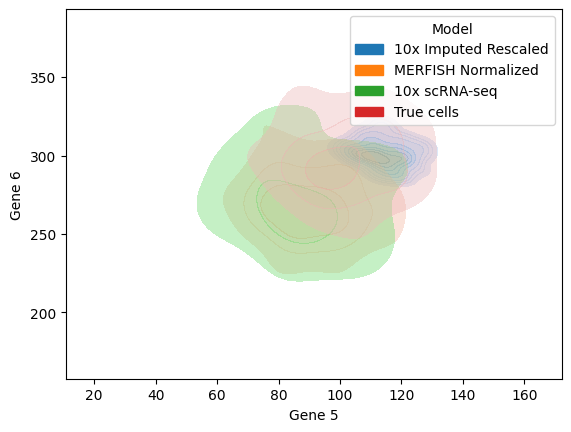 Model
10x Imputed Rescaled
MERFISH Normalized
10x scRNA-seq
True cells
350
300
250
200
Gene 6
20 40 60 80 100 120 140 160
Gene 5